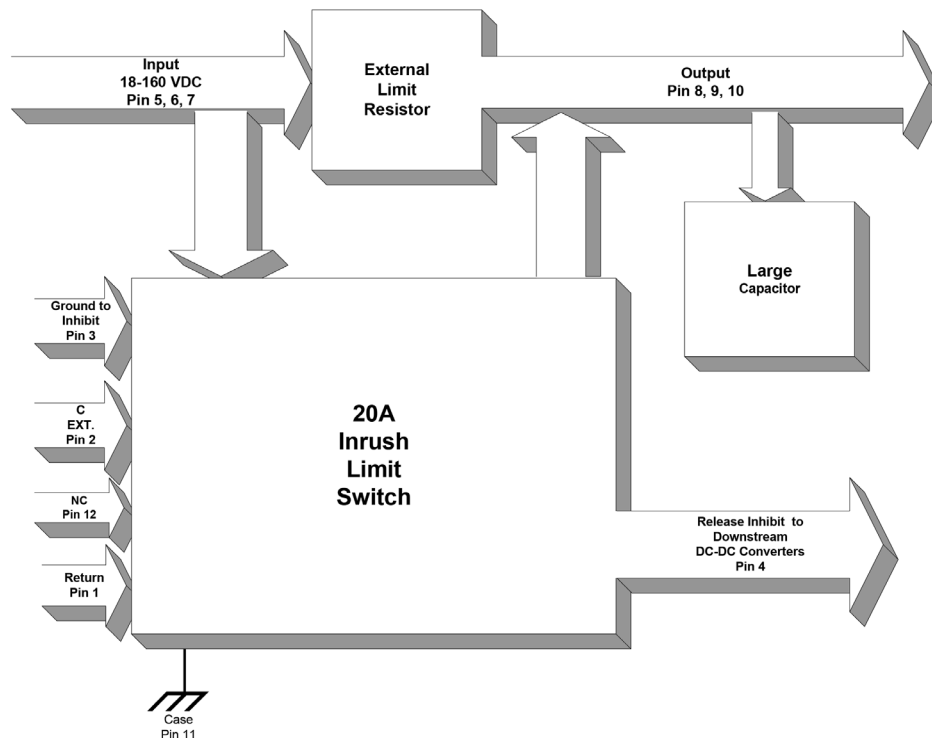 Input
18-160 VDC
Pin 5, 6, 7
External
Limit
Resistor
Output
Pin 8, 9, 10
Large
Capacitor
Ground to
Inhibit
Pin 3
C
EXT.
Pin 2
NC
Pin 12
Return
Pin 1
20A
Inrush
Limit
Switch
Release Inhibit to
Downstream
DC-DC Converters
Pin 4
Case
Pin 11